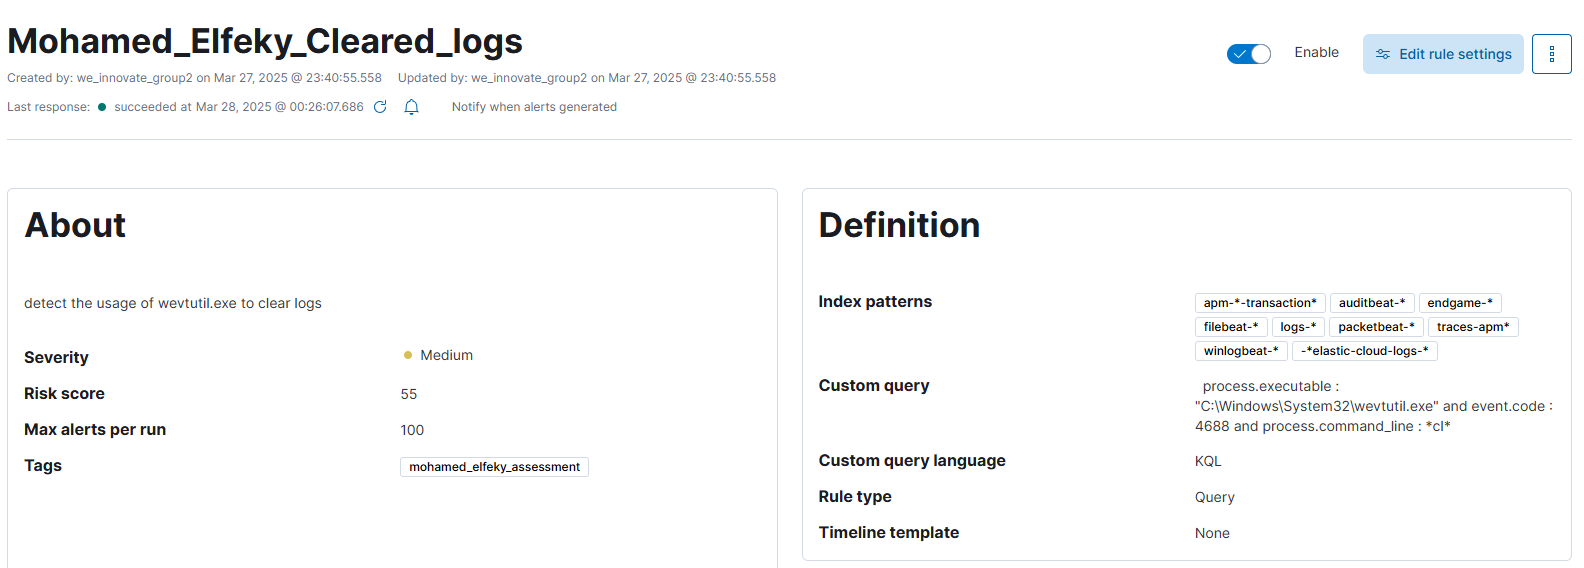 Mohamed_Elfeky_Cleared_logs
Enable
Edit rule settings
Created by: we_innovate_group2 on Mar 27, 2025 @ 23:40:55.558 Updated by: we_innovate_group2 on Mar 27, 2025 @ 23:40:55.558
Last response: succeeded at Mar 28, 2025 @ 00:26:07.686 Notify when alerts generated
About
detect the usage of wevtutil.exe to clear logs
Severity Medium
Risk score 55
Max alerts per run 100
Tags mohamed_elfeky_assessment
Definition
Index patterns apm-*-transaction* auditbeat-* endgame-*
filebeat-* logs-* packetbeat-* traces-apm*
winlogbeat-* -*elastic-cloud-logs-*
Custom query process.executable :
"C:\Windows\System32\wevtutil.exe" and event.code :
4688 and process.command_line : *cl*
Custom query language KQL
Rule type Query
Timeline template None